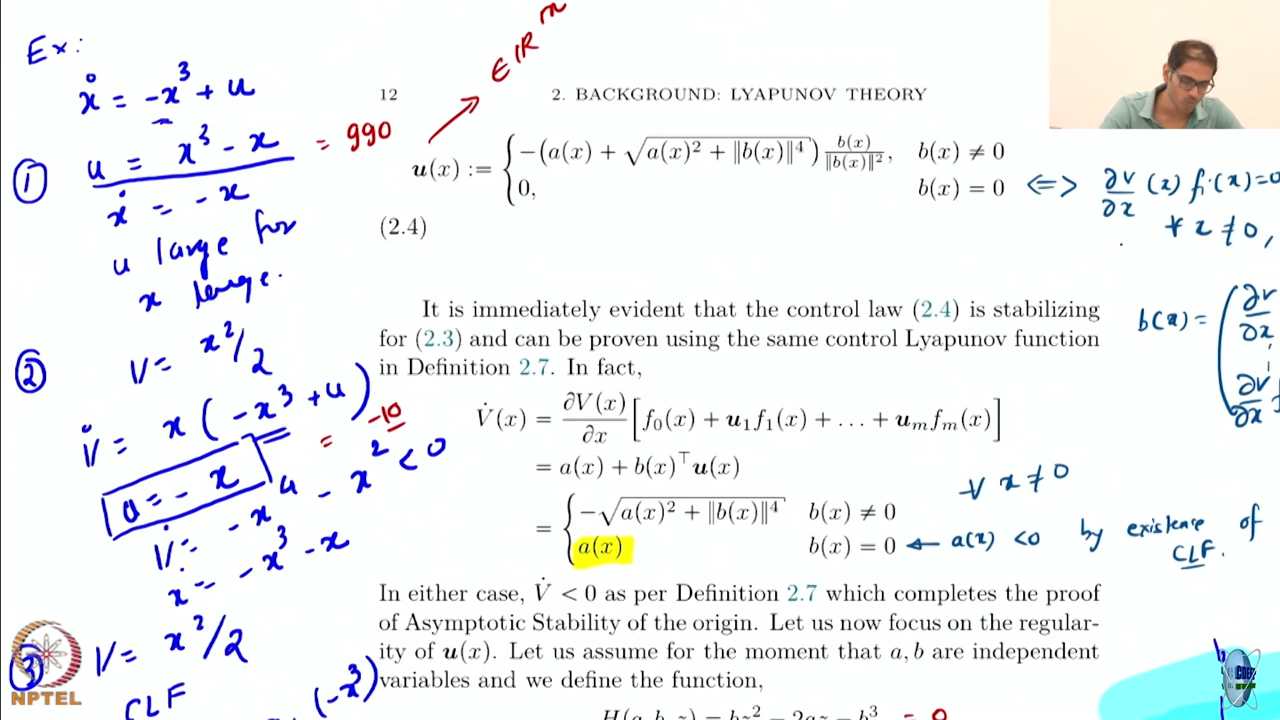 Ex:
ẋ = -x³ + u
① u = x³ - x = 990
ẋ = -x
u large for
x large.
② V = x²/2
V̇ = x(-x³ + u)
u = -x = -10
V̇ = -x⁴ - x² < 0
ẋ = -x³ - x
③ V = x²/2
CLF
(-x³)
∈ ℝᵐ
12 2. BACKGROUND: LYAPUNOV THEORY
u(x) := { -(a(x) + √(a(x)² + ‖b(x)‖⁴)) b(x)/‖b(x)‖², b(x) ≠ 0
0, b(x) = 0 ⟺ ∂V/∂x (x) fᵢ(x) = 0
∀ x ≠ 0,
(2.4)
b(x) = ( ∂V/∂x
⋮
∂V/∂x f
It is immediately evident that the control law (2.4) is stabilizing
for (2.3) and can be proven using the same control Lyapunov function
in Definition 2.7. In fact,
V̇(x) = ∂V(x)/∂x [f₀(x) + u₁f₁(x) + … + uₘfₘ(x)]
= a(x) + b(x)ᵀu(x)
= { -√(a(x)² + ‖b(x)‖⁴) b(x) ≠ 0 ∀ x ≠ 0
a(x) b(x) = 0 ← a(x) < 0 by existence of
CLF.
In either case, V̇ < 0 as per Definition 2.7 which completes the proof
of Asymptotic Stability of the origin. Let us now focus on the regular-
ity of u(x). Let us assume for the moment that a, b are independent
variables and we define the function,
NPTEL